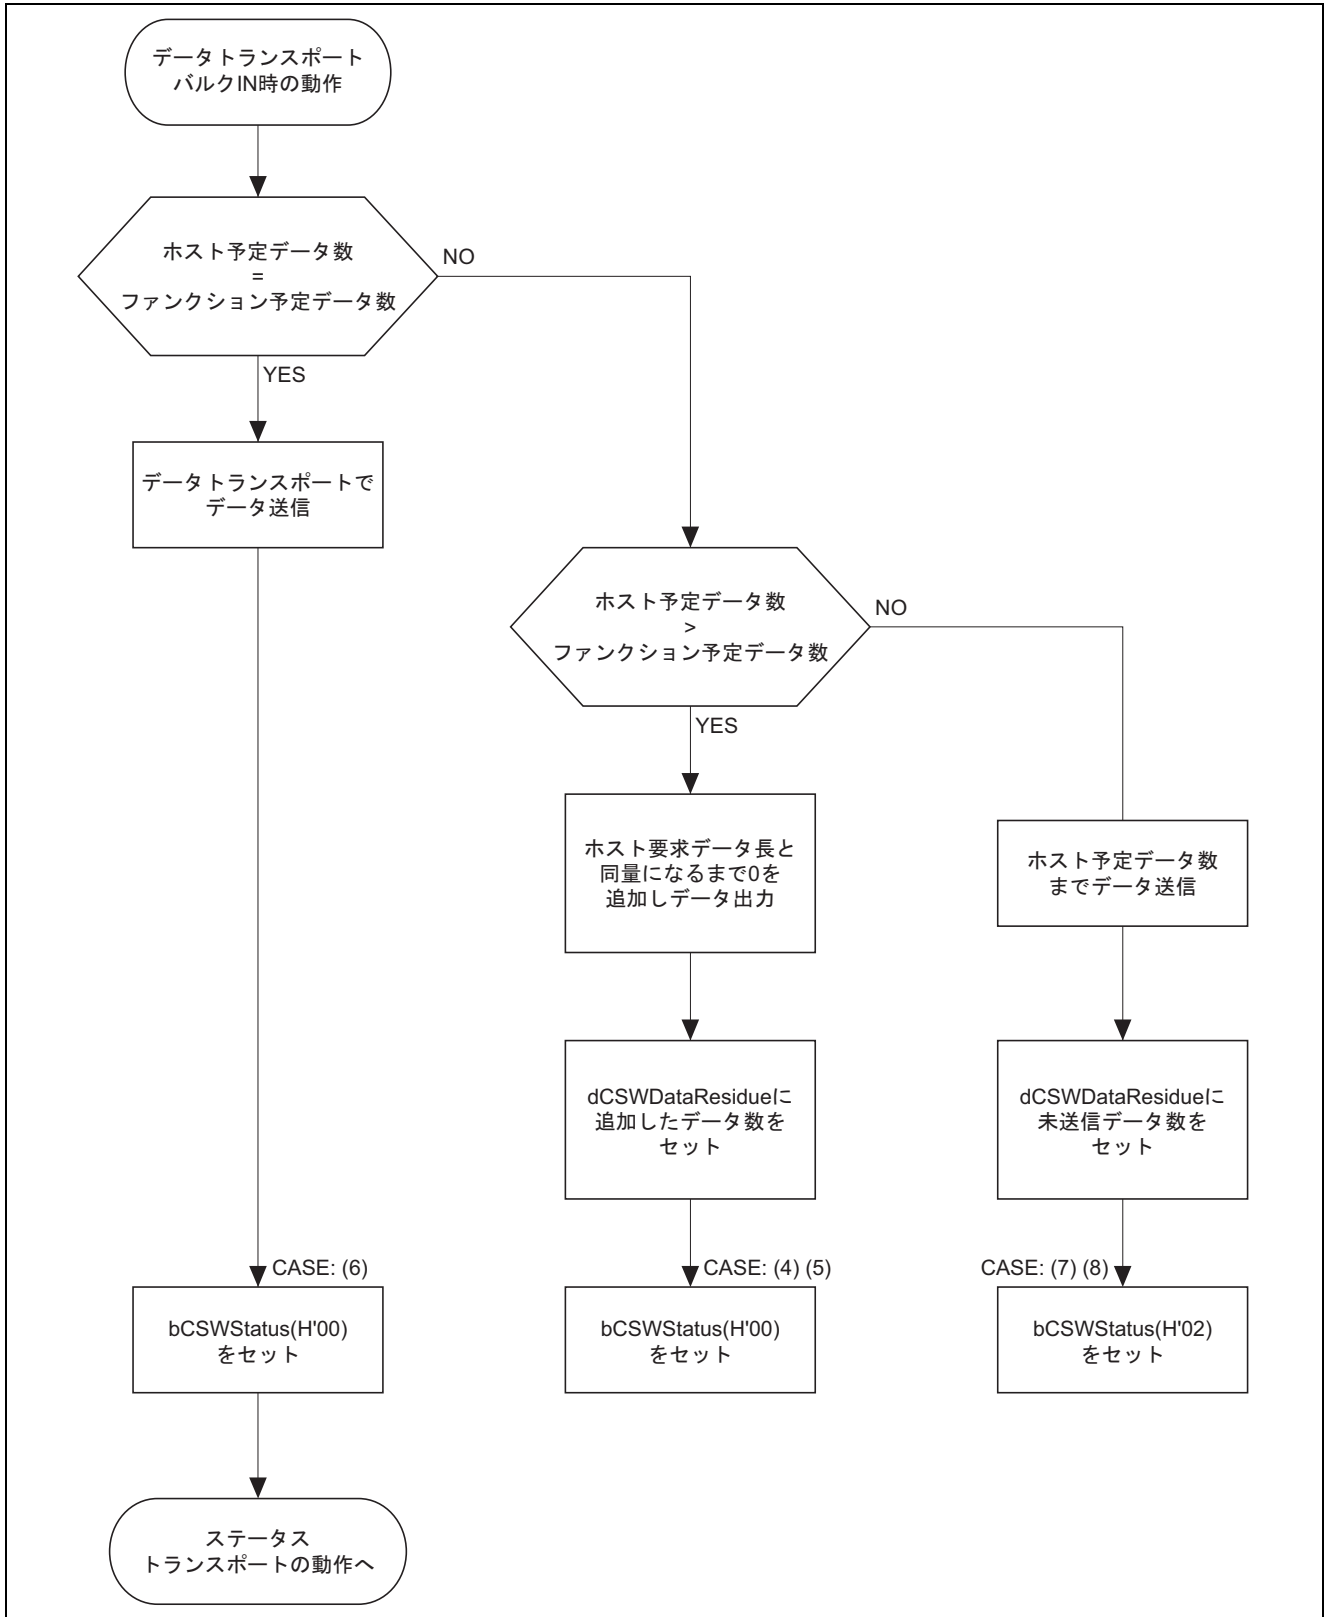 データトランスポート
バルクIN時の動作
ホスト予定データ数
=
ファンクション予定データ数
NO
YES
データトランスポートで
データ送信
ホスト予定データ数
>
ファンクション予定データ数
NO
YES
ホスト要求データ長と
同量になるまで0を
追加しデータ出力
ホスト予定データ数
までデータ送信
dCSWDataResidueに
追加したデータ数を
セット
dCSWDataResidueに
未送信データ数を
セット
CASE: (6)
CASE: (4) (5)
CASE: (7) (8)
bCSWStatus(H'00)
をセット
bCSWStatus(H'00)
をセット
bCSWStatus(H'02)
をセット
ステータス
トランスポートの動作へ